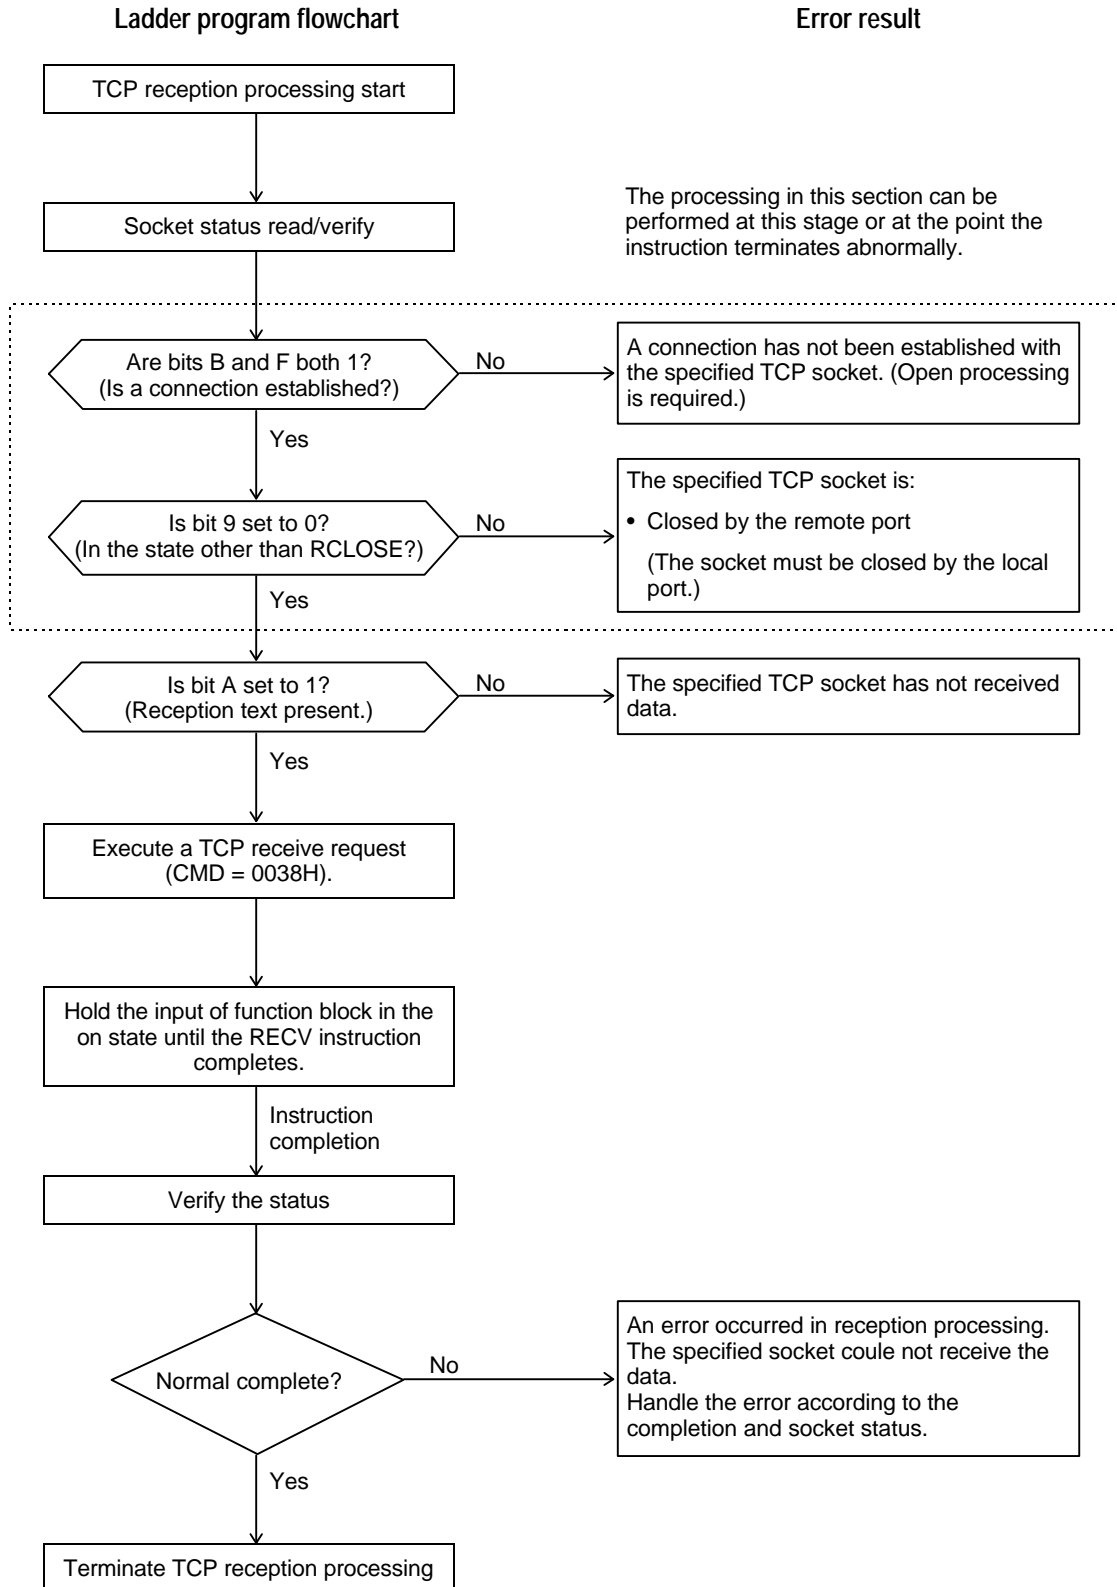 Ladder program flowchart
Error result
TCP reception processing start
Socket status read/verify
The processing in this section can be
performed at this stage or at the point the
instruction terminates abnormally.
Are bits B and F both 1?
(Is a connection established?)
No
A connection has not been established with
the specified TCP socket. (Open processing
is required.)
Yes
Is bit 9 set to 0?
(In the state other than RCLOSE?)
No
The specified TCP socket is:
• Closed by the remote port
(The socket must be closed by the local
port.)
Yes
Is bit A set to 1?
(Reception text present.)
No
The specified TCP socket has not received
data.
Yes
Execute a TCP receive request
(CMD = 0038H).
Hold the input of function block in the
on state until the RECV instruction
completes.
Instruction
completion
Verify the status
Normal complete?
No
An error occurred in reception processing.
The specified socket coule not receive the
data.
Handle the error according to the
completion and socket status.
Yes
Terminate TCP reception processing